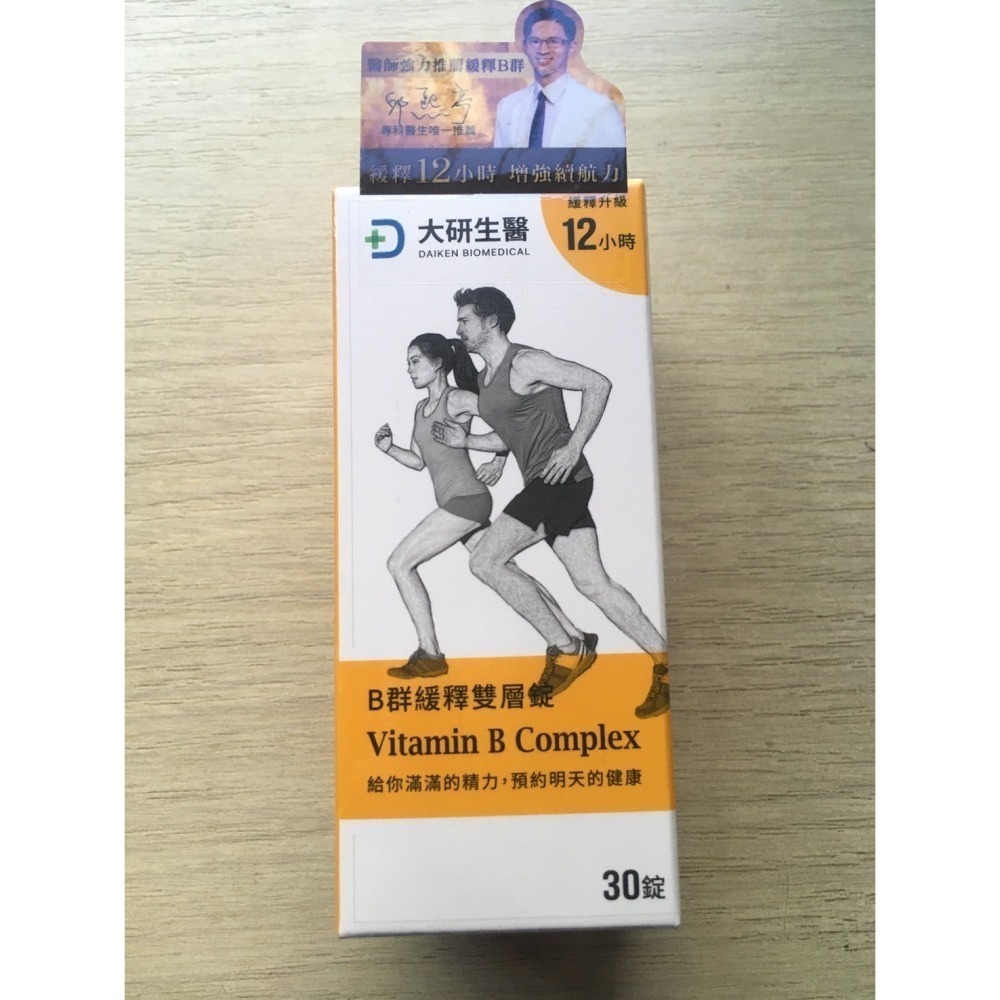 醫師強力推薦緩釋B群
專科醫生唯一推薦
緩釋12小時 增強續航力
緩釋升級
12小時
大研生醫
DAIKEN BIOMEDICAL
B群緩釋雙層錠
Vitamin B Complex
給你滿滿的精力,預約明天的健康
30錠